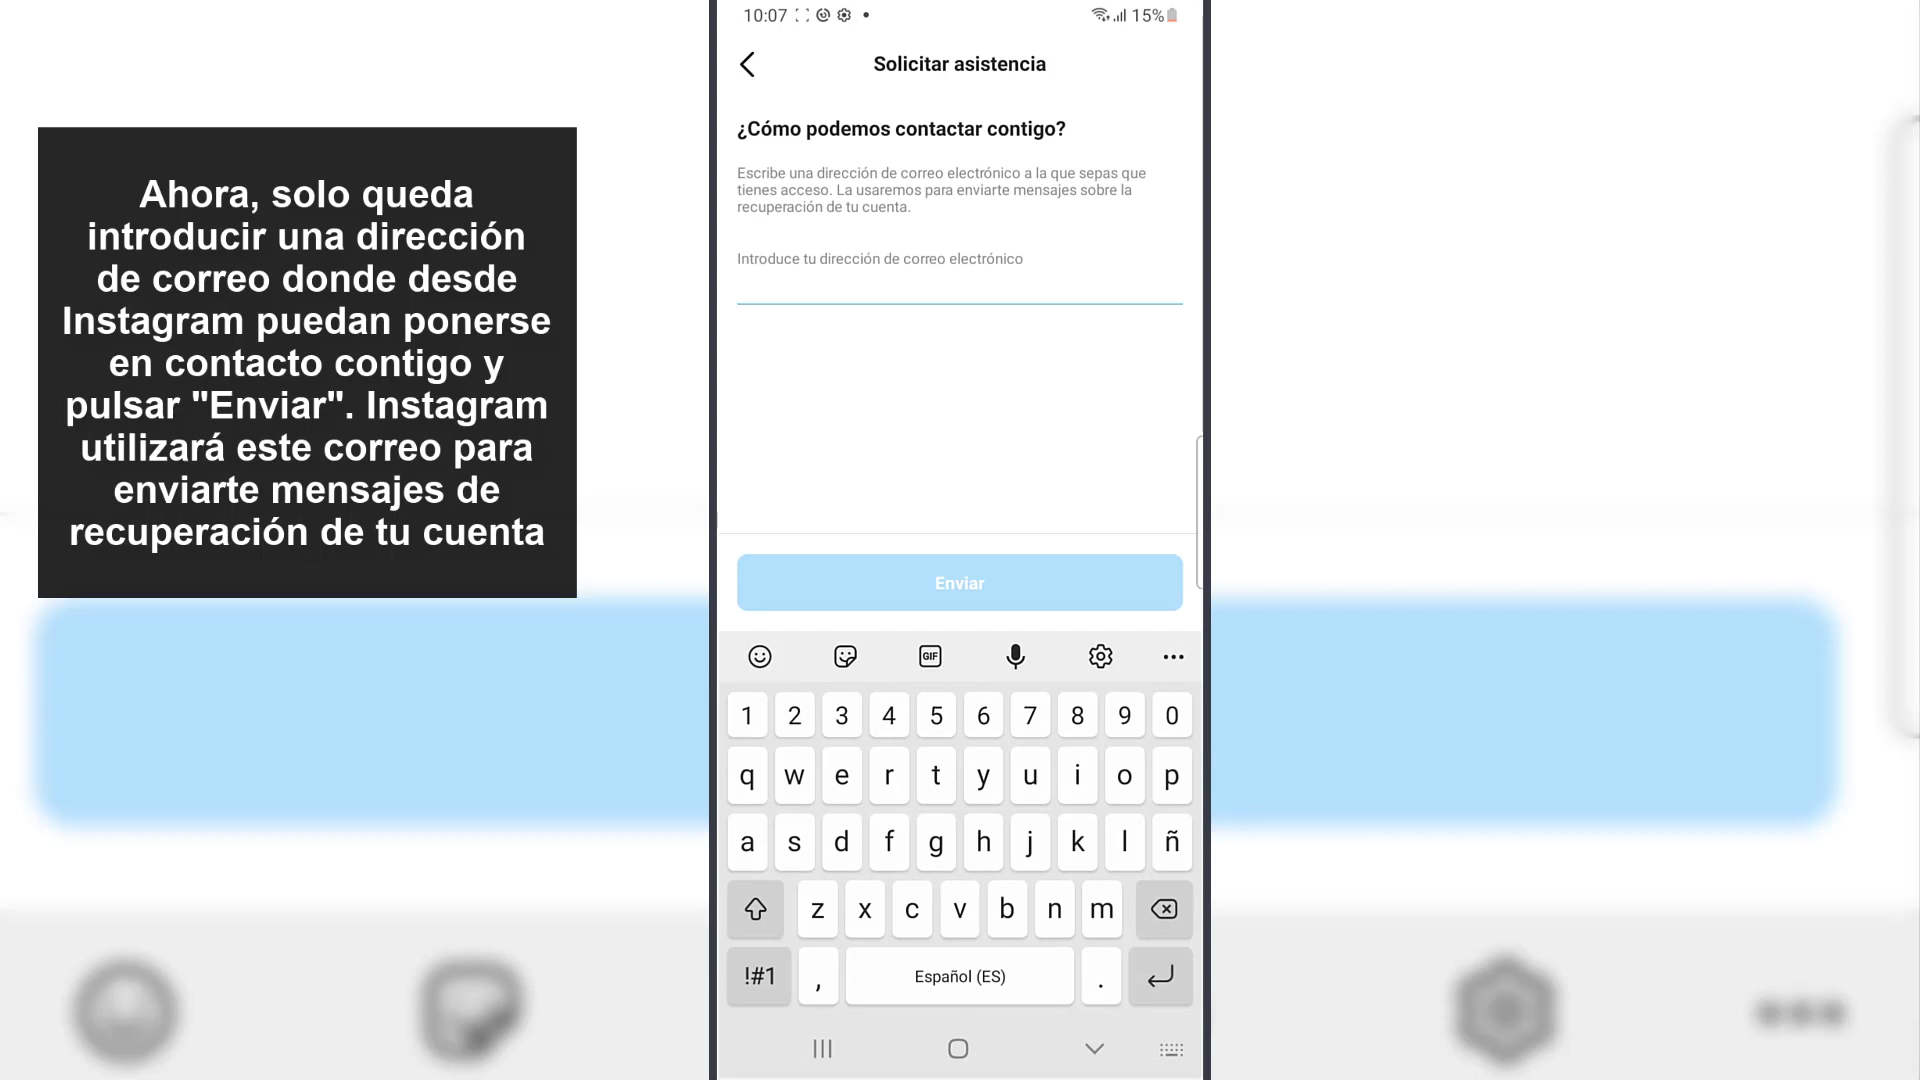 Ahora, solo queda
introducir una dirección
de correo donde desde
Instagram puedan ponerse
en contacto contigo y
pulsar "Enviar". Instagram
utilizará este correo para
enviarte mensajes de
recuperación de tu cuenta
10:07
15%
Solicitar asistencia
¿Cómo podemos contactar contigo?
Escribe una dirección de correo electrónico a la que sepas que
tienes acceso. La usaremos para enviarte mensajes sobre la
recuperación de tu cuenta.
Introduce tu dirección de correo electrónico
Enviar
GIF
1 2 3 4 5 6 7 8 9 0
q w e r t y u i o p
a s d f g h j k l ñ
z x c v b n m
!#1 , Español (ES) .